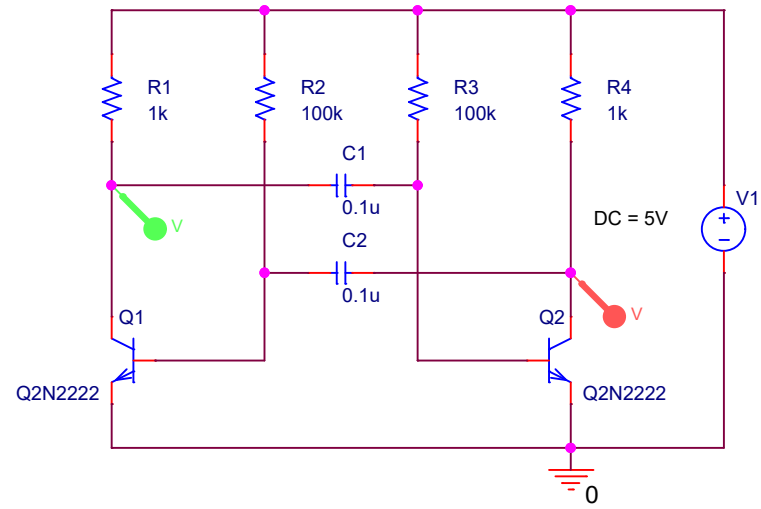 R1
1k
R2
100k
R3
100k
R4
1k
C1
0.1u
V
C2
0.1u
DC = 5V
V1
+
−
V
Q1
Q2N2222
Q2
Q2N2222
0